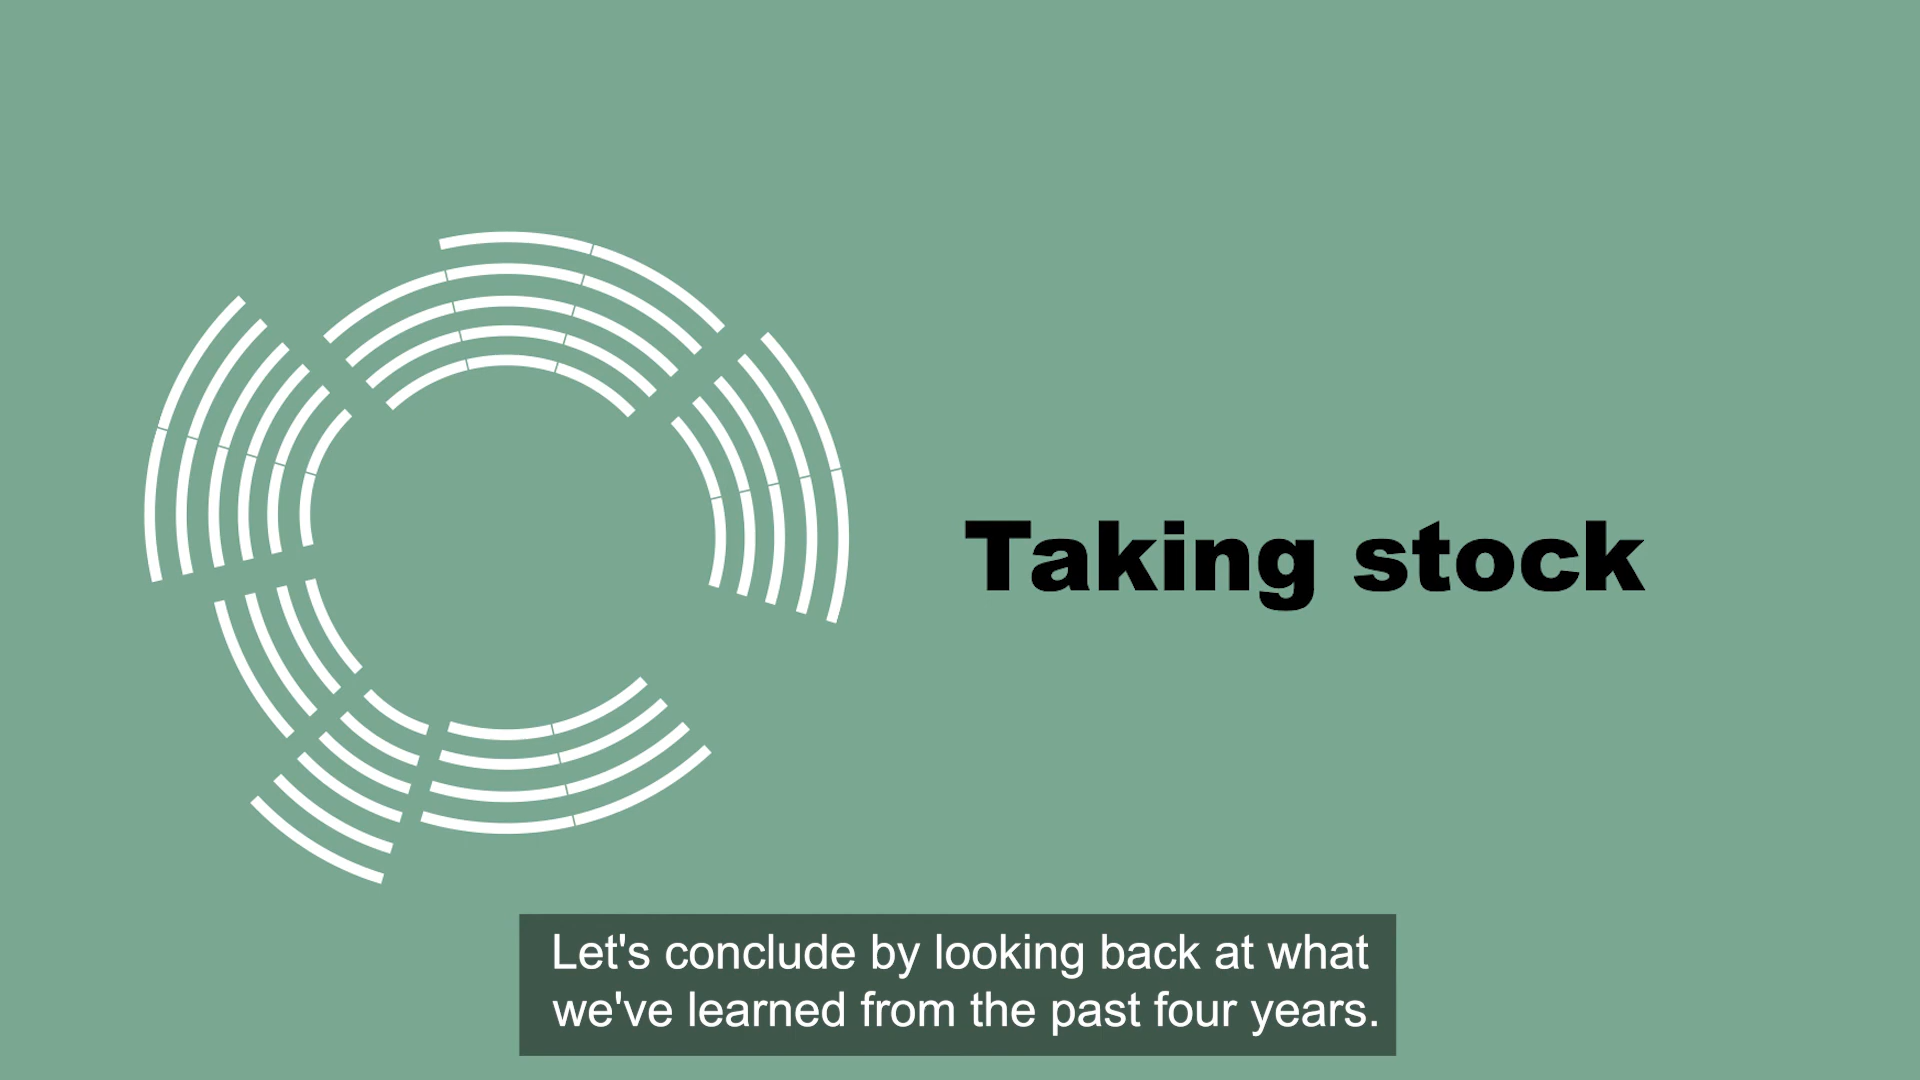 Taking stock
Let's conclude by looking back at what
we've learned from the past four years.